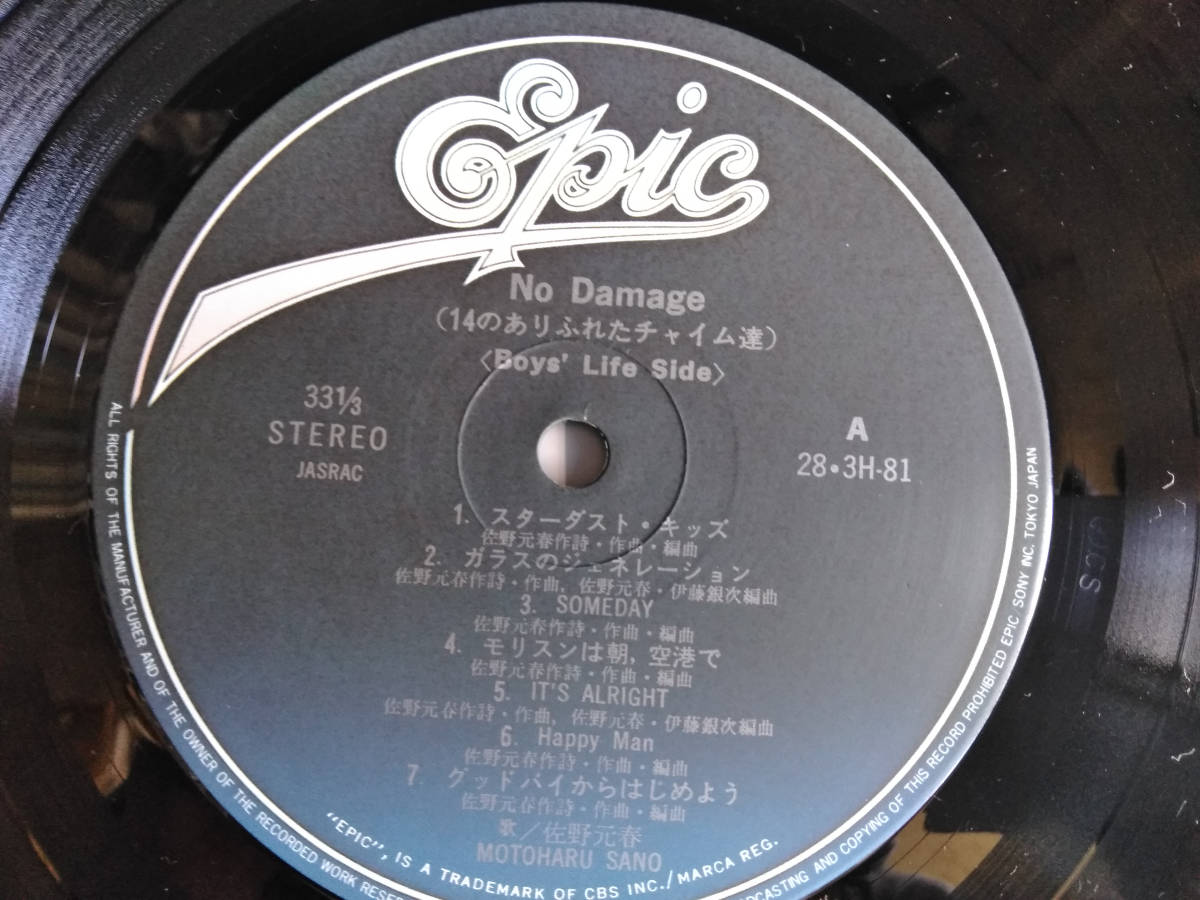 Epic
No Damage
(14のありふれたチャイム達)
〈Boys' Life Side〉
33⅓
STEREO
JASRAC
A
28・3H-81
1. スターダスト・キッズ
佐野元春作詩・作曲・編曲
2. ガラスのジェネレーション
佐野元春作詩・作曲, 佐野元春・伊藤銀次編曲
3. SOMEDAY
佐野元春作詩・作曲・編曲
4. モリスンは朝, 空港で
佐野元春作詩・作曲・編曲
5. IT'S ALRIGHT
佐野元春作詩・作曲, 佐野元春・伊藤銀次編曲
6. Happy Man
佐野元春作詩・作曲・編曲
7. グッドバイからはじめよう
佐野元春作詩・作曲・編曲
歌／佐野元春
MOTOHARU SANO
"EPIC", IS A TRADEMARK OF CBS INC./MARCA REG.
ALL RIGHTS OF THE MANUFACTURER AND OF THE OWNER OF THE RECORDED WORK RESE
CASTING AND COPYING OF THIS RECORD PROHIBITED EPIC SONY INC. TOKYO JAPAN